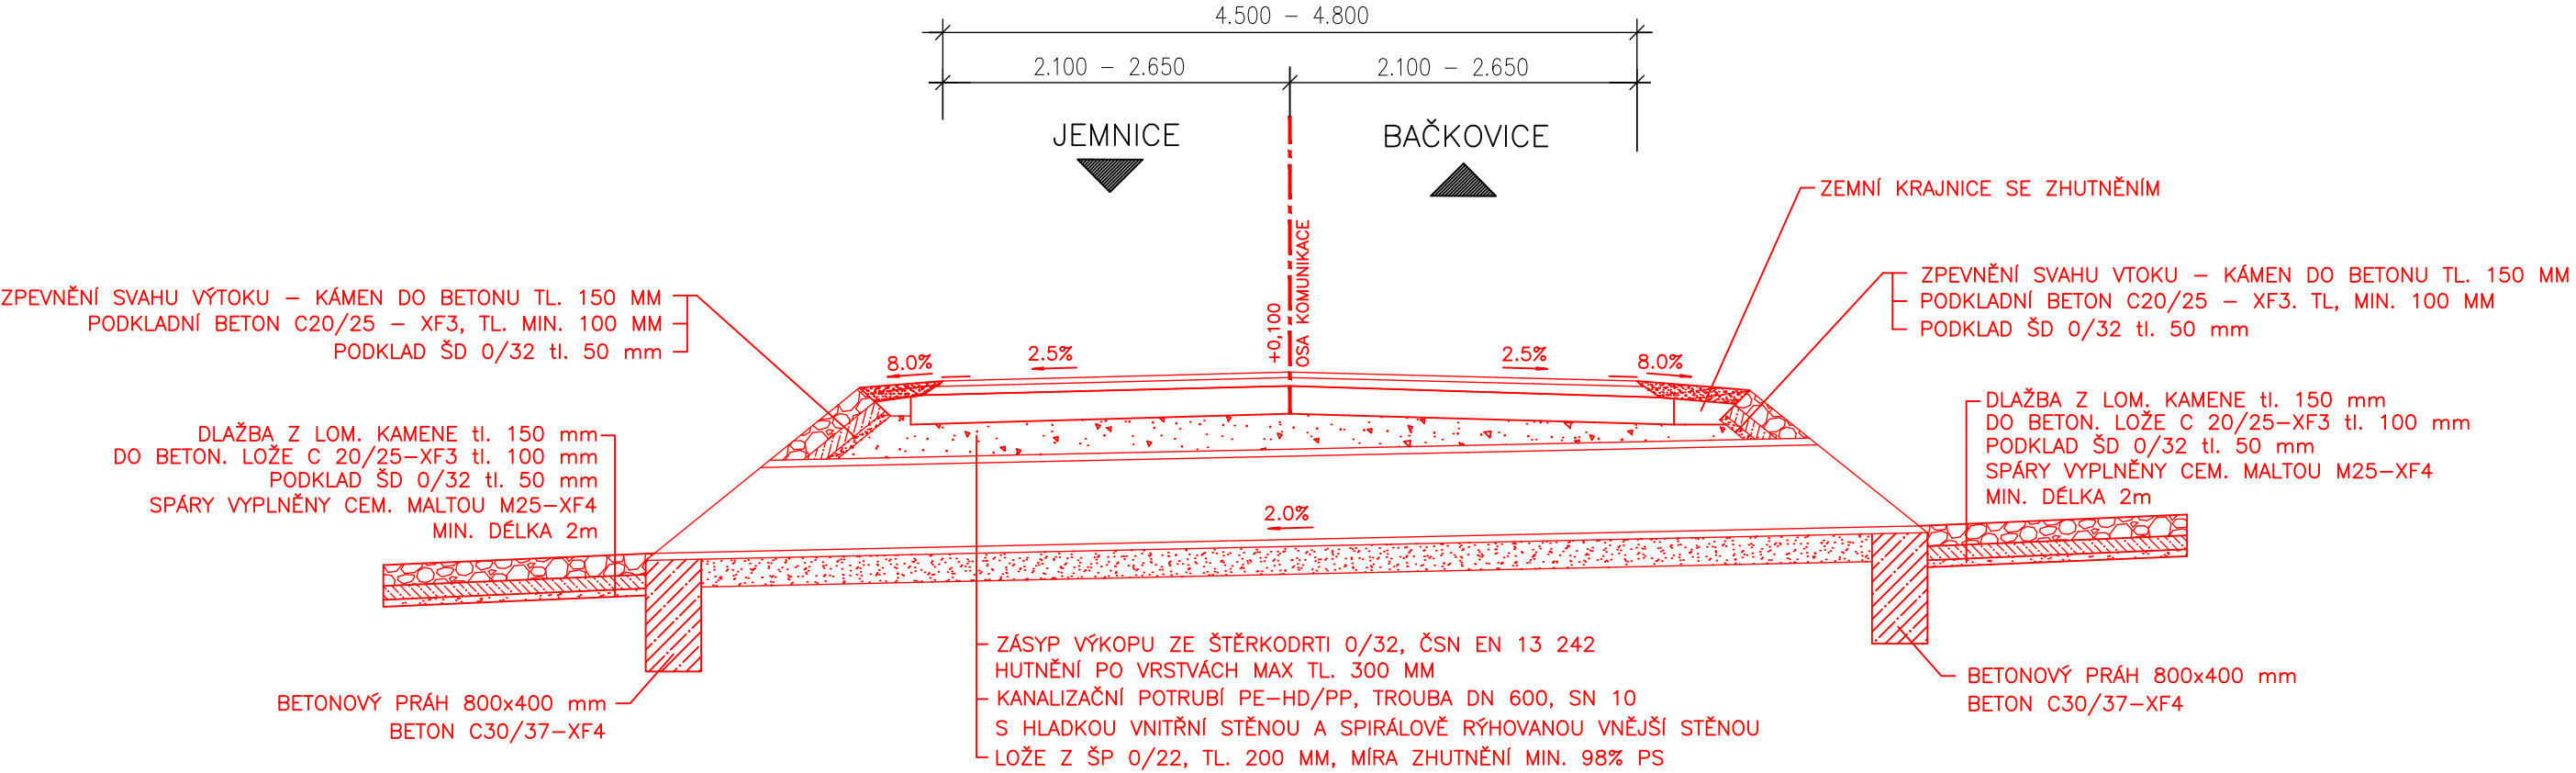 4.500 – 4.800
2.100 – 2.650
2.100 – 2.650
JEMNICE
BAČKOVICE
ZEMNÍ KRAJNICE SE ZHUTNĚNÍM
OSA KOMUNIKACE
+0,100
ZPEVNĚNÍ SVAHU VÝTOKU – KÁMEN DO BETONU TL. 150 MM
PODKLADNÍ BETON C20/25 – XF3, TL. MIN. 100 MM
PODKLAD ŠD 0/32 tl. 50 mm
ZPEVNĚNÍ SVAHU VTOKU – KÁMEN DO BETONU TL. 150 MM
PODKLADNÍ BETON C20/25 – XF3. TL, MIN. 100 MM
PODKLAD ŠD 0/32 tl. 50 mm
8.0%
2.5%
2.5%
8.0%
DLAŽBA Z LOM. KAMENE tl. 150 mm
DO BETON. LOŽE C 20/25–XF3 tl. 100 mm
PODKLAD ŠD 0/32 tl. 50 mm
SPÁRY VYPLNĚNY CEM. MALTOU M25–XF4
MIN. DÉLKA 2m
DLAŽBA Z LOM. KAMENE tl. 150 mm
DO BETON. LOŽE C 20/25–XF3 tl. 100 mm
PODKLAD ŠD 0/32 tl. 50 mm
SPÁRY VYPLNĚNY CEM. MALTOU M25–XF4
MIN. DÉLKA 2m
2.0%
ZÁSYP VÝKOPU ZE ŠTĚRKODRTI 0/32, ČSN EN 13 242
HUTNĚNÍ PO VRSTVÁCH MAX TL. 300 MM
KANALIZAČNÍ POTRUBÍ PE–HD/PP, TROUBA DN 600, SN 10
S HLADKOU VNITŘNÍ STĚNOU A SPIRÁLOVĚ RÝHOVANOU VNĚJŠÍ STĚNOU
LOŽE Z ŠP 0/22, TL. 200 MM, MÍRA ZHUTNĚNÍ MIN. 98% PS
BETONOVÝ PRÁH 800x400 mm
BETON C30/37–XF4
BETONOVÝ PRÁH 800x400 mm
BETON C30/37–XF4